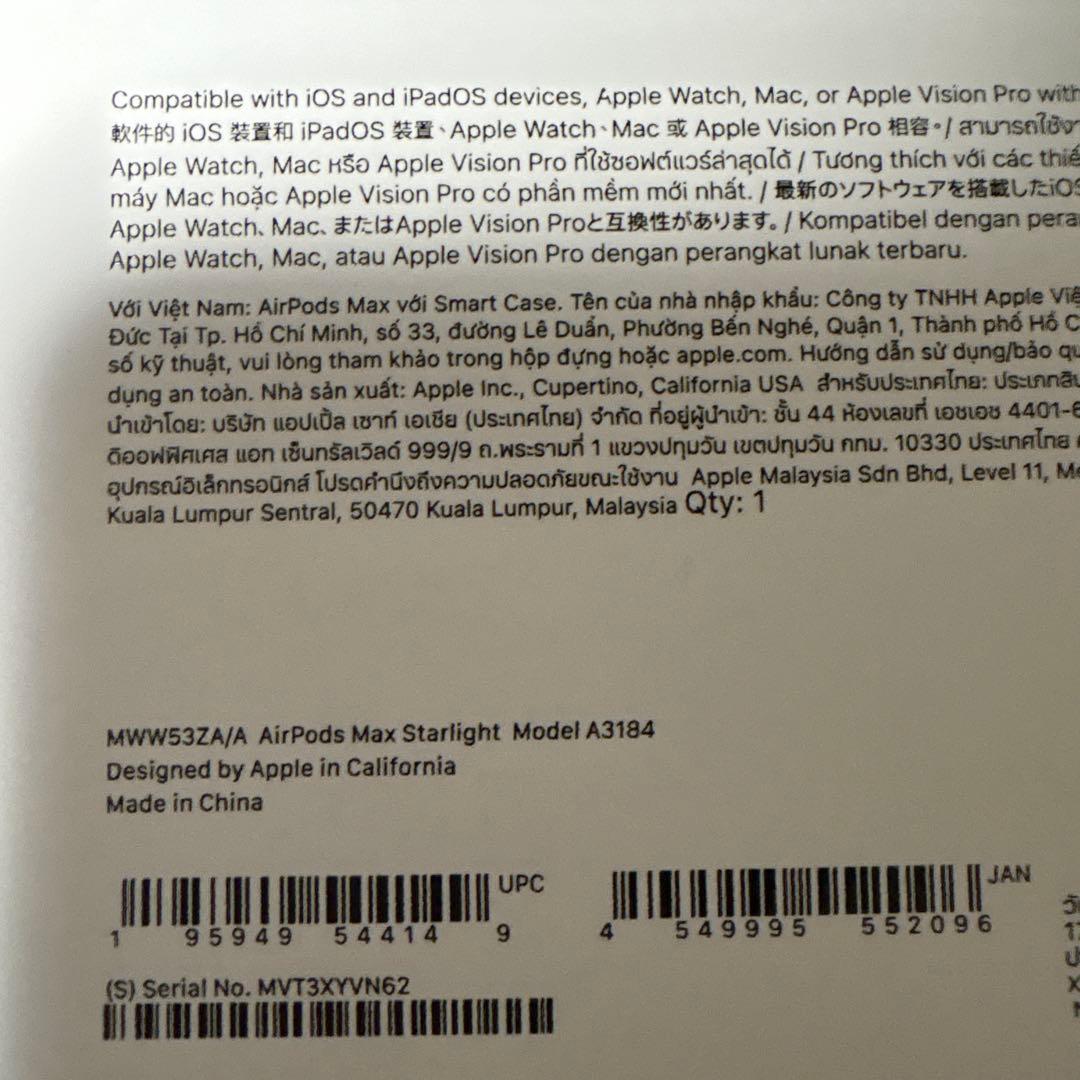 Compatible with iOS and iPadOS devices, Apple Watch, Mac, or Apple Vision Pro with
軟件的 iOS 裝置和 iPadOS 裝置、Apple Watch、Mac 或 Apple Vision Pro 相容。/ สามารถใช้งา
Apple Watch, Mac หรือ Apple Vision Pro ที่ใช้ซอฟต์แวร์ล่าสุดได้ / Tương thích với các thiế
máy Mac hoặc Apple Vision Pro có phần mềm mới nhất. / 最新のソフトウェアを搭載したiOS
Apple Watch、Mac、またはApple Vision Proと互換性があります。/ Kompatibel dengan peran
Apple Watch, Mac, atau Apple Vision Pro dengan perangkat lunak terbaru.
Với Việt Nam: AirPods Max với Smart Case. Tên của nhà nhập khẩu: Công ty TNHH Apple Việ
Đức Tại Tp. Hồ Chí Minh, số 33, đường Lê Duẩn, Phường Bến Nghé, Quận 1, Thành phố Hồ C
số kỹ thuật, vui lòng tham khảo trong hộp đựng hoặc apple.com. Hướng dẫn sử dụng/bảo qu
dụng an toàn. Nhà sản xuất: Apple Inc., Cupertino, California USA สำหรับประเทศไทย: ประเภทสิน
นำเข้าโดย: บริษัท แอปเปิ้ล เซาท์ เอเชีย (ประเทศไทย) จำกัด ที่อยู่ผู้นำเข้า: ชั้น 44 ห้องเลขที่ เอชเอช 4401-6
ดิออฟฟิศเศส แอท เซ็นทรัลเวิลด์ 999/9 ถ.พระรามที่ 1 แขวงปทุมวัน เขตปทุมวัน กทม. 10330 ประเทศไทย
อุปกรณ์อิเล็กทรอนิกส์ โปรดคำนึงถึงความปลอดภัยขณะใช้งาน Apple Malaysia Sdn Bhd, Level 11, Me
Kuala Lumpur Sentral, 50470 Kuala Lumpur, Malaysia Qty: 1
MWW53ZA/A AirPods Max Starlight Model A3184
Designed by Apple in California
Made in China
UPC
1 95949 54414 9
JAN
4 549995 552096
(S) Serial No. MVT3XYVN62